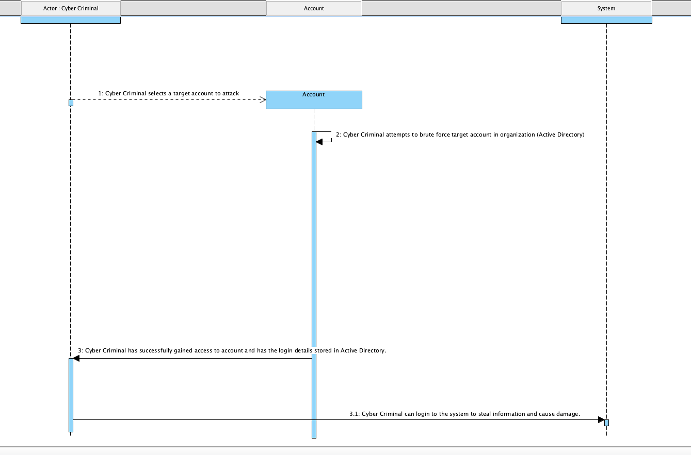 Actor : Cyber Criminal
Account
System
1: Cyber Criminal selects a target account to attack
Account
2: Cyber Criminal attempts to brute force target account in organization (Active Directory)
3: Cyber Criminal has successfully gained access to account and has the login details stored in Active Directory.
3.1: Cyber Criminal can login to the system to steal information and cause damage.